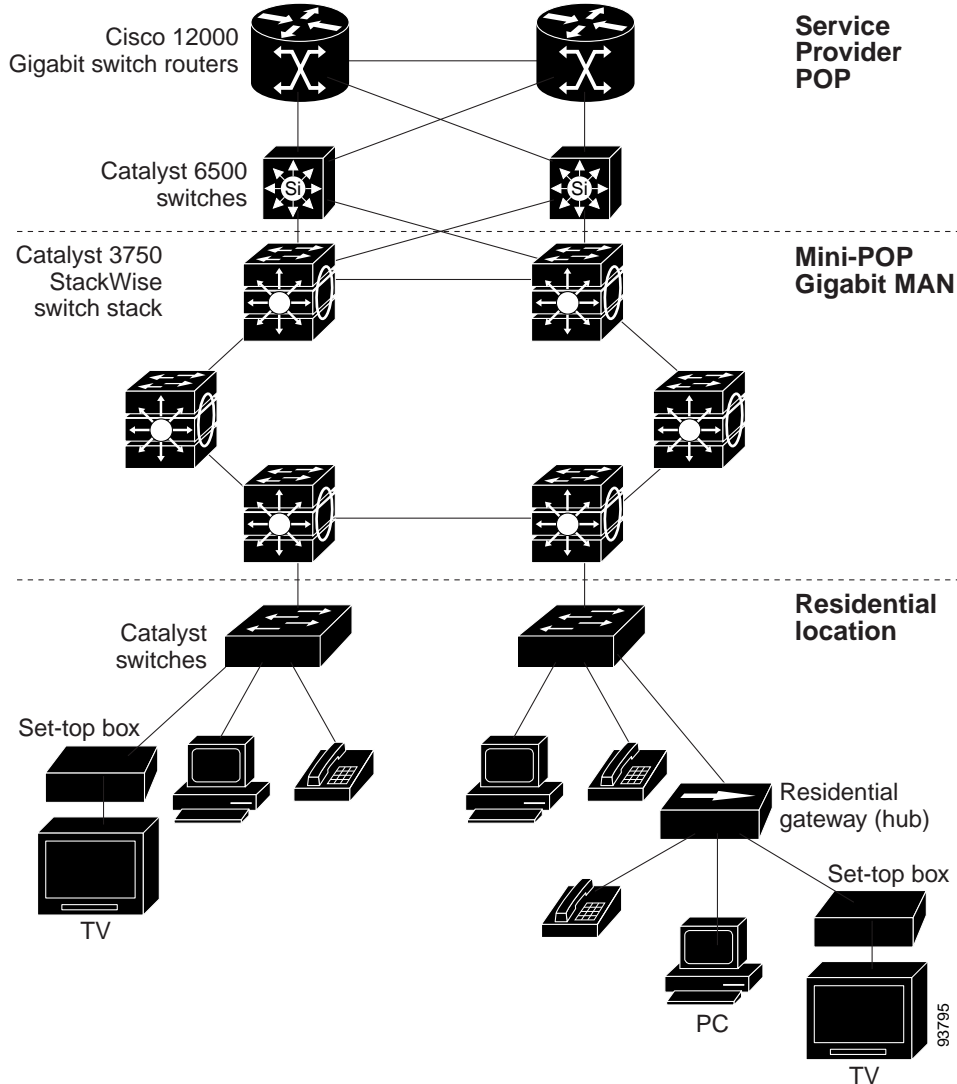 Cisco 12000
Gigabit switch routers
Service
Provider
POP
Catalyst 6500
switches
Si
Si
Catalyst 3750
StackWise
switch stack
Mini-POP
Gigabit MAN
Residential
location
Catalyst
switches
Set-top box
TV
Residential
gateway (hub)
Set-top box
PC
TV
93795